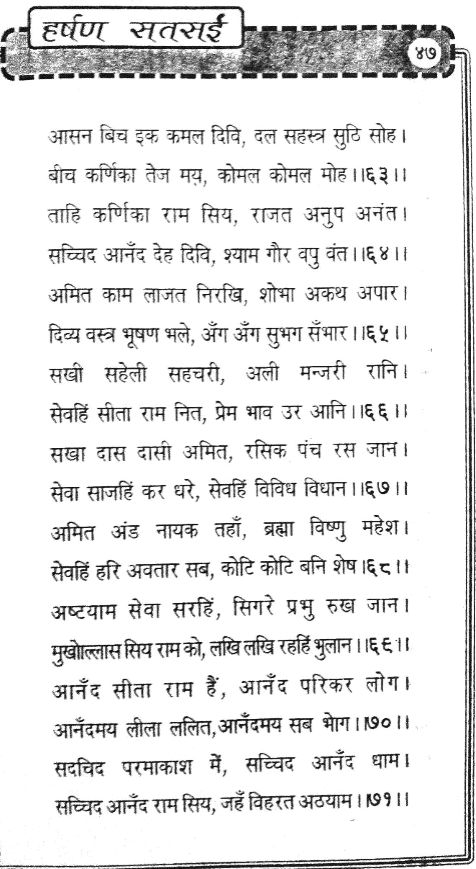 हर्षण सतसई
४७
आसन बिच इक कमल दिवि, दल सहस्त्र सुठि सोह।
बीच कर्णिका तेज मय, कोमल कोमल मोह।।६३।।
ताहि कर्णिका राम सिय, राजत अनुप अनंत।
सच्चिद आनँद देह दिवि, श्याम गौर वपु वंत।।६४।।
अमित काम लाजत निरखि, शोभा अकथ अपार।
दिव्य वस्त्र भूषण भले, अँग अँग सुभग सँभार।।६५।।
सखी सहेली सहचरी, अली मन्जरी रानि।
सेवहिं सीता राम नित, प्रेम भाव उर आनि।।६६।।
सखा दास दासी अमित, रसिक पंच रस जान।
सेवा साजहिं कर धरे, सेवहिं विविध विधान।।६७।।
अमित अंड नायक तहाँ, ब्रह्मा विष्णु महेश।
सेवहिं हरि अवतार सब, कोटि कोटि बनि शेष।६८।।
अष्टयाम सेवा सरहिं, सिगरे प्रभु रुख जान।
मुखोाल्लास सिय राम को, लखि लखि रहहिं भुलान।।६९।।
आनँद सीता राम हैं, आनँद परिकर लोग।
आनँदमय लीला ललित,आनँदमय सब भोग।।७०।।
सदचिद परमाकाश में, सच्चिद आनँद धाम।
सच्चिद आनँद राम सिय, जहँ विहरत अठयाम।।७१।।